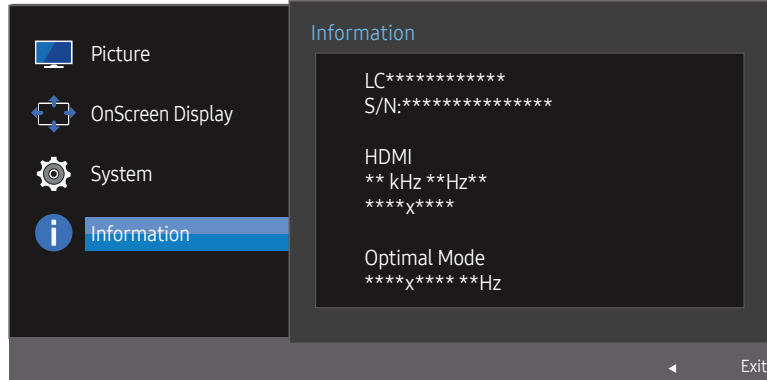 Picture
OnScreen Display
System
Information
Information
LC************
S/N:***************
HDMI
** kHz **Hz**
****x****
Optimal Mode
****x**** **Hz
Exit